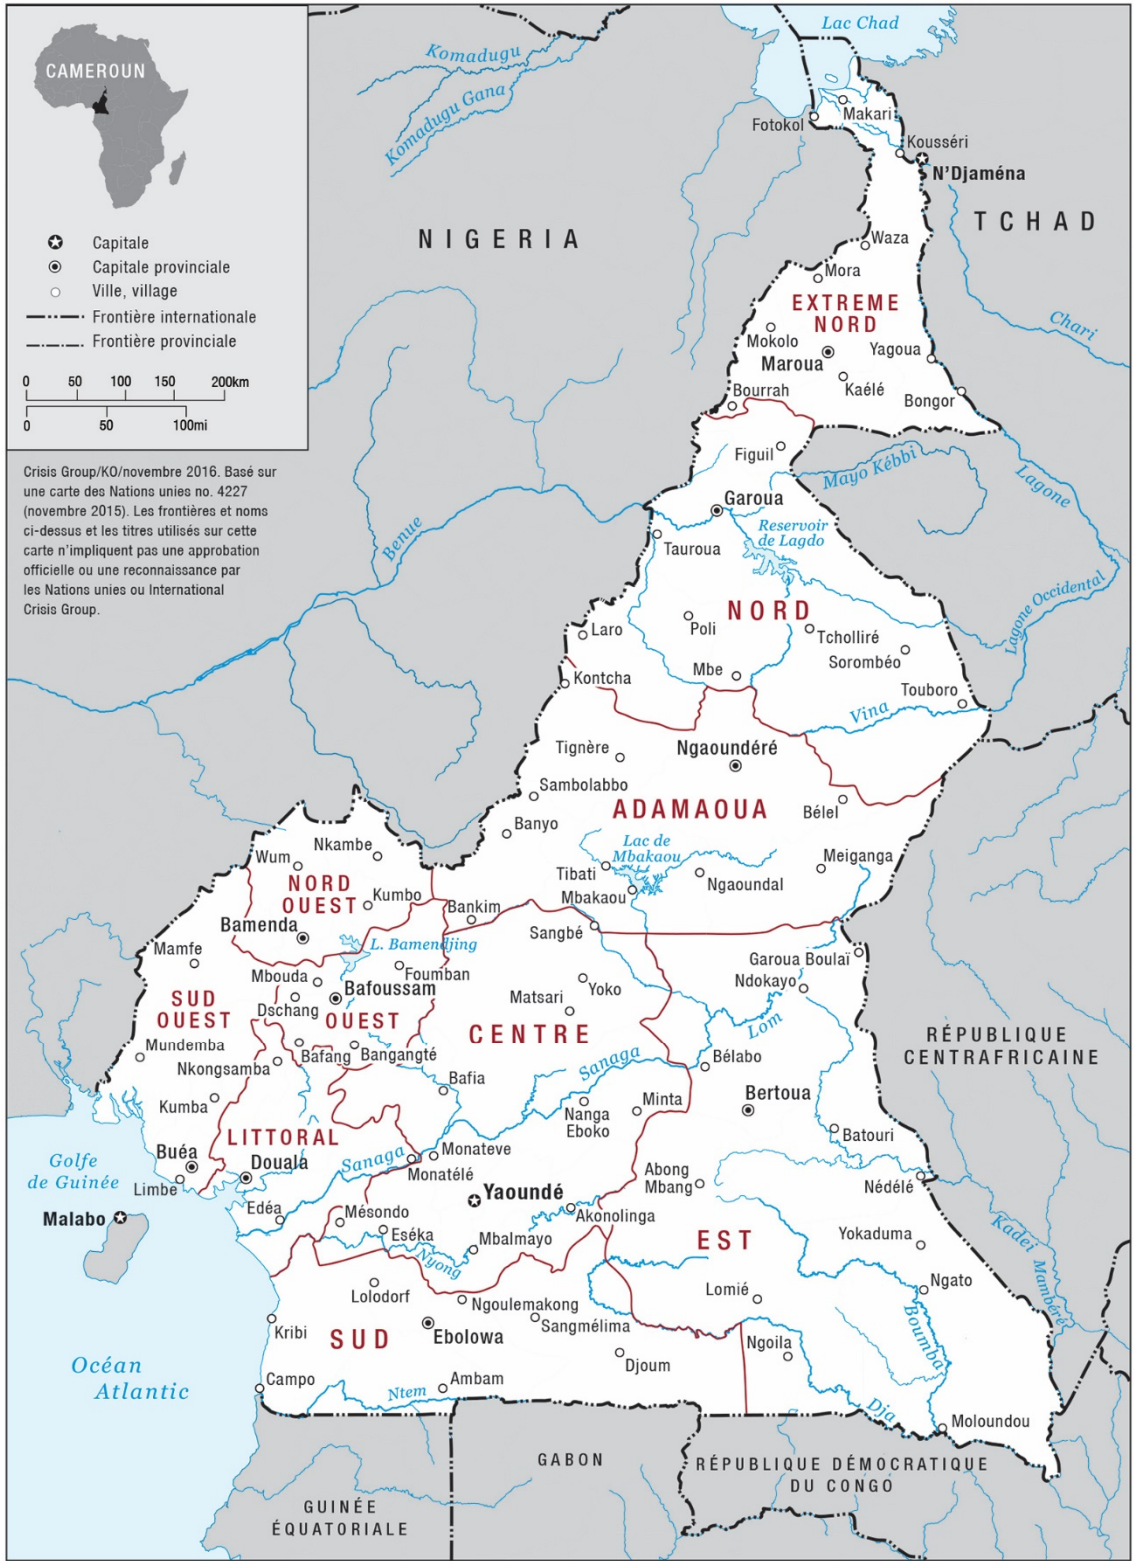 CAMEROUN
Capitale
Capitale provinciale
Ville, village
Frontière internationale
Frontière provinciale
0 50 100 150 200km
0 50 100mi
Crisis Group/KO/novembre 2016. Basé sur
une carte des Nations unies no. 4227
(novembre 2015). Les frontières et noms
ci-dessus et les titres utilisés sur cette
carte n'impliquent pas une approbation
officielle ou une reconnaissance par
les Nations unies ou International
Crisis Group.
Lac Chad
Komadugu
Komadugu Gana
Makari
Fotokol
Kousséri
N'Djaména
NIGERIA
TCHAD
Waza
Mora
EXTREME
NORD
Chari
Mokolo
Maroua
Yagoua
Kaélé
Bourrah
Bongor
Figuil
Mayo Kébbi
Lagone
Garoua
Benue
Reservoir
de Lagdo
Tauroua
Lagone Occidental
NORD
Laro
Poli
Tcholliré
Sorombéo
Kontcha
Mbe
Touboro
Vina
Tignère
Ngaoundéré
Sambolabbo
ADAMAOUA
Bélel
Banyo
Lac de
Mbakaou
Nkambe
Wum
Tibati
Meiganga
NORD
OUEST
Ngaoundal
Mbakaou
Kumbo
Bankim
Bamenda
Sangbé
L. Bamendjing
Mamfe
Garoua Boulaï
Mbouda
Foumban
Ndokayo
Yoko
Bafoussam
Matsari
SUD
OUEST
Dschang
OUEST
CENTRE
Lom
RÉPUBLIQUE
CENTRAFRICAINE
Mundemba
Bafang
Bangangté
Sanaga
Bélabo
Nkongsamba
Bafia
Kumba
Nanga
Eboko
Minta
Bertoua
LITTORAL
Batouri
Buéa
Douala
Sanaga
Monateve
Monatélé
Golfe
de Guinée
Limbe
Abong
Mbang
Nédélé
Yaoundé
Malabo
Edéa
Mésondo
Akonolinga
Eséka
Mbalmayo
EST
Yokaduma
Kadéi
Nyong
Mambéré
Lolodorf
Ngoulemakong
Lomié
Ngato
Kribi
SUD
Ebolowa
Sangmélima
Boumba
Ngoila
Djoum
Océan
Atlantic
Campo
Ntem
Ambam
Dja
Moloundou
GABON
RÉPUBLIQUE DÉMOCRATIQUE
DU CONGO
GUINÉE
ÉQUATORIALE